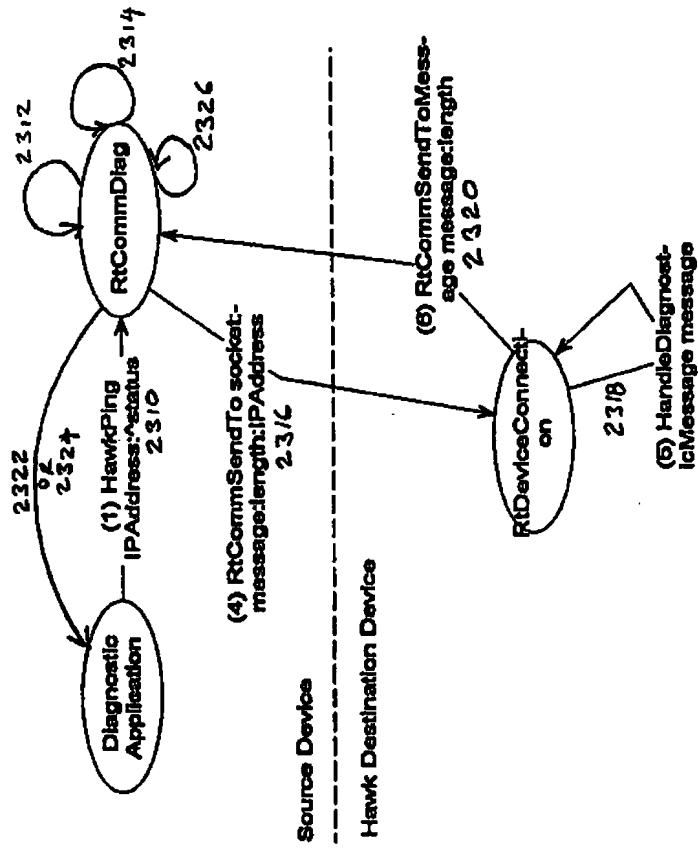 2312
2314
RtCommDiag
2326
2322
or
2324
(1) HawkPing
IPAddress:^status
2310
Diagnostic
Application
(4) RtCommSendTo socket:-
message:length:IPAddress
2316
(6) RtCommSendToMess-
age message:length
2320
Source Device
Hawk Destination Device
RtDeviceConnecti-
on
2318
(5) HandleDiagnost-
icMessage message